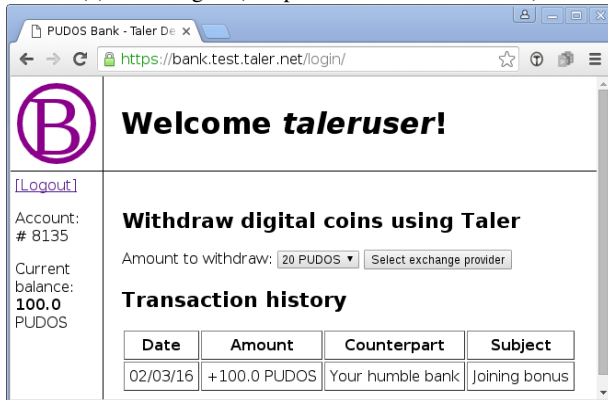 PUDOS Bank - Taler De
https://bank.test.taler.net/login/
B
Welcome taleruser!
[Logout]
Account:
# 8135
Current
balance:
100.0
PUDOS
Withdraw digital coins using Taler
Amount to withdraw: 20 PUDOS Select exchange provider
Transaction history
Date Amount Counterpart Subject
02/03/16 +100.0 PUDOS Your humble bank Joining bonus